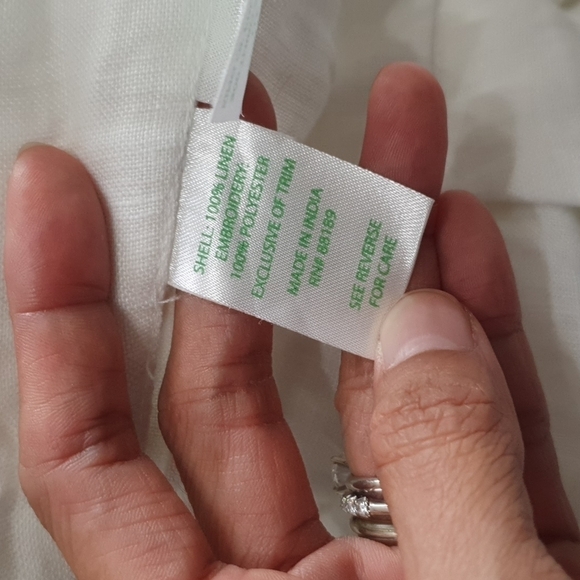 SHELL: 100% LINEN
EMBROIDERY:
100% POLYESTER
EXCLUSIVE OF TRIM
MADE IN INDIA
RN# 88189
SEE REVERSE
FOR CARE